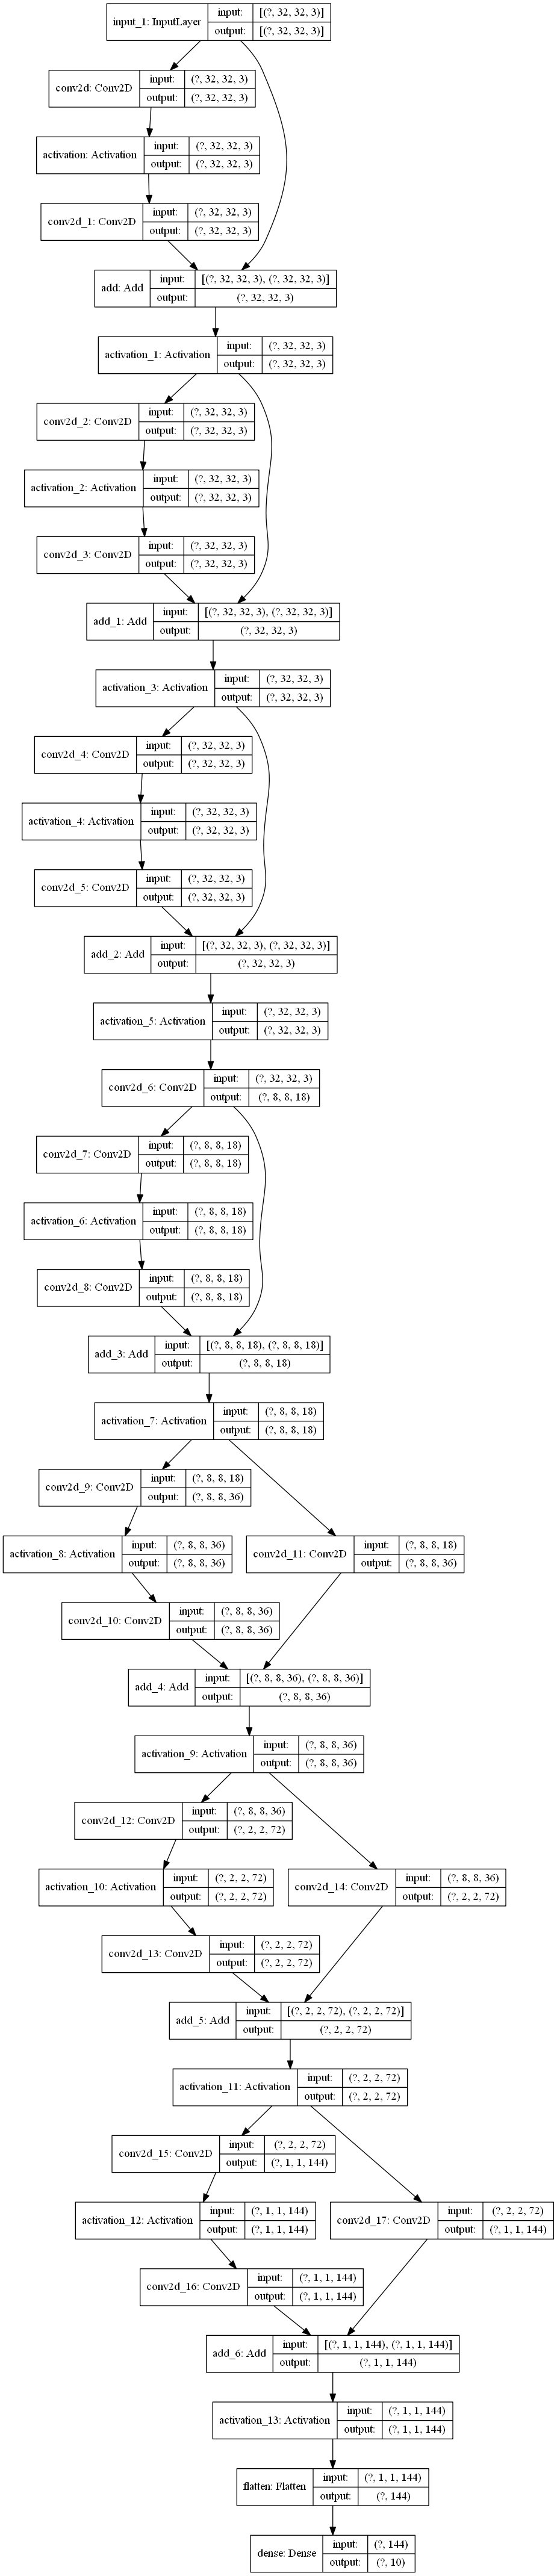 input_1: InputLayer
input: [(?, 32, 32, 3)]
output: [(?, 32, 32, 3)]
conv2d: Conv2D
input: (?, 32, 32, 3)
output: (?, 32, 32, 3)
activation: Activation
input: (?, 32, 32, 3)
output: (?, 32, 32, 3)
conv2d_1: Conv2D
input: (?, 32, 32, 3)
output: (?, 32, 32, 3)
add: Add
input: [(?, 32, 32, 3), (?, 32, 32, 3)]
output: (?, 32, 32, 3)
activation_1: Activation
input: (?, 32, 32, 3)
output: (?, 32, 32, 3)
conv2d_2: Conv2D
input: (?, 32, 32, 3)
output: (?, 32, 32, 3)
activation_2: Activation
input: (?, 32, 32, 3)
output: (?, 32, 32, 3)
conv2d_3: Conv2D
input: (?, 32, 32, 3)
output: (?, 32, 32, 3)
add_1: Add
input: [(?, 32, 32, 3), (?, 32, 32, 3)]
output: (?, 32, 32, 3)
activation_3: Activation
input: (?, 32, 32, 3)
output: (?, 32, 32, 3)
conv2d_4: Conv2D
input: (?, 32, 32, 3)
output: (?, 32, 32, 3)
activation_4: Activation
input: (?, 32, 32, 3)
output: (?, 32, 32, 3)
conv2d_5: Conv2D
input: (?, 32, 32, 3)
output: (?, 32, 32, 3)
add_2: Add
input: [(?, 32, 32, 3), (?, 32, 32, 3)]
output: (?, 32, 32, 3)
activation_5: Activation
input: (?, 32, 32, 3)
output: (?, 32, 32, 3)
conv2d_6: Conv2D
input: (?, 32, 32, 3)
output: (?, 8, 8, 18)
conv2d_7: Conv2D
input: (?, 8, 8, 18)
output: (?, 8, 8, 18)
activation_6: Activation
input: (?, 8, 8, 18)
output: (?, 8, 8, 18)
conv2d_8: Conv2D
input: (?, 8, 8, 18)
output: (?, 8, 8, 18)
add_3: Add
input: [(?, 8, 8, 18), (?, 8, 8, 18)]
output: (?, 8, 8, 18)
activation_7: Activation
input: (?, 8, 8, 18)
output: (?, 8, 8, 18)
conv2d_9: Conv2D
input: (?, 8, 8, 18)
output: (?, 8, 8, 36)
activation_8: Activation
input: (?, 8, 8, 36)
output: (?, 8, 8, 36)
conv2d_11: Conv2D
input: (?, 8, 8, 18)
output: (?, 8, 8, 36)
conv2d_10: Conv2D
input: (?, 8, 8, 36)
output: (?, 8, 8, 36)
add_4: Add
input: [(?, 8, 8, 36), (?, 8, 8, 36)]
output: (?, 8, 8, 36)
activation_9: Activation
input: (?, 8, 8, 36)
output: (?, 8, 8, 36)
conv2d_12: Conv2D
input: (?, 8, 8, 36)
output: (?, 2, 2, 72)
activation_10: Activation
input: (?, 2, 2, 72)
output: (?, 2, 2, 72)
conv2d_14: Conv2D
input: (?, 8, 8, 36)
output: (?, 2, 2, 72)
conv2d_13: Conv2D
input: (?, 2, 2, 72)
output: (?, 2, 2, 72)
add_5: Add
input: [(?, 2, 2, 72), (?, 2, 2, 72)]
output: (?, 2, 2, 72)
activation_11: Activation
input: (?, 2, 2, 72)
output: (?, 2, 2, 72)
conv2d_15: Conv2D
input: (?, 2, 2, 72)
output: (?, 1, 1, 144)
activation_12: Activation
input: (?, 1, 1, 144)
output: (?, 1, 1, 144)
conv2d_17: Conv2D
input: (?, 2, 2, 72)
output: (?, 1, 1, 144)
conv2d_16: Conv2D
input: (?, 1, 1, 144)
output: (?, 1, 1, 144)
add_6: Add
input: [(?, 1, 1, 144), (?, 1, 1, 144)]
output: (?, 1, 1, 144)
activation_13: Activation
input: (?, 1, 1, 144)
output: (?, 1, 1, 144)
flatten: Flatten
input: (?, 1, 1, 144)
output: (?, 144)
dense: Dense
input: (?, 144)
output: (?, 10)